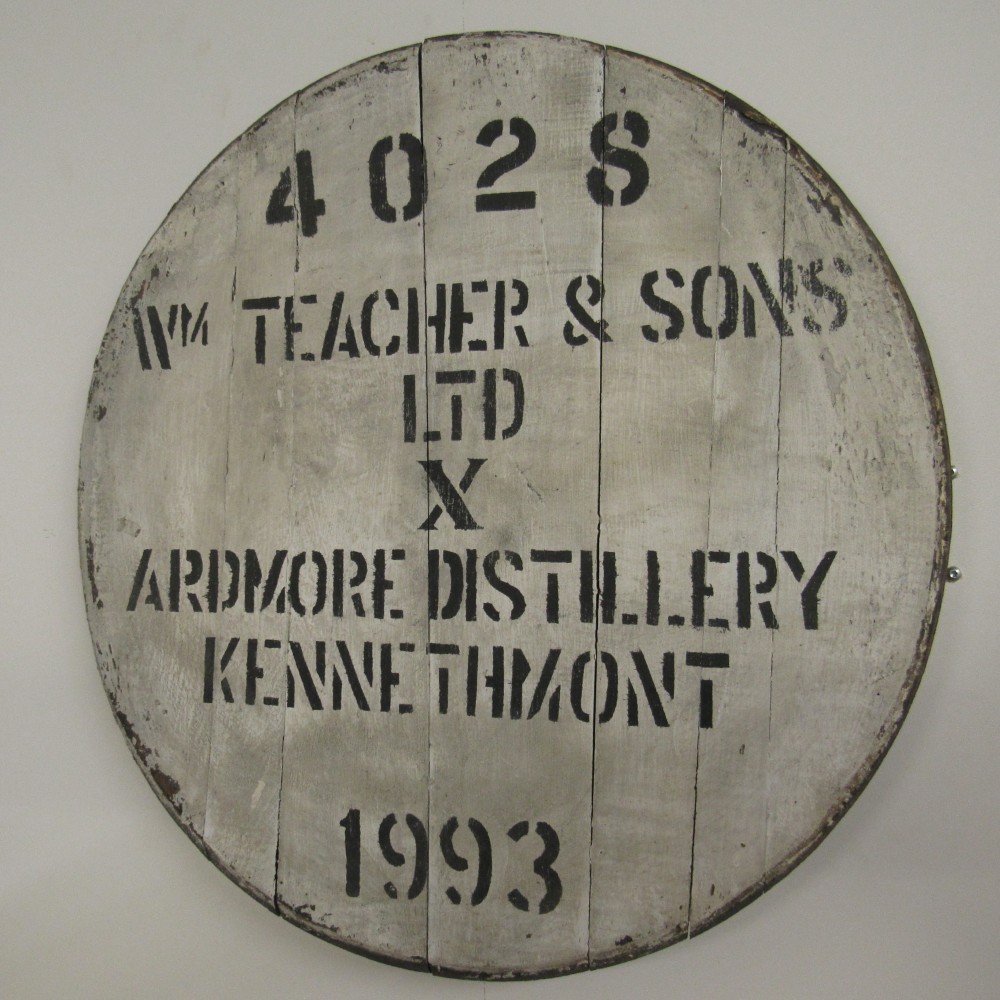 4028
WM TEACHER & SONS
LTD
X
ARDMORE DISTILLERY
KENNETHMONT
1993